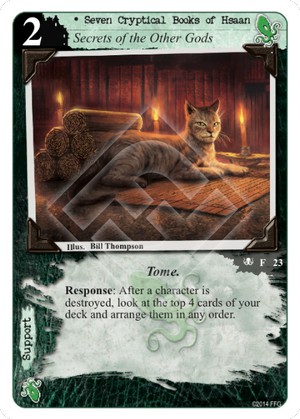 2
• Seven Cryptical Books of Hsaan
Secrets of the Other Gods
Illus. Bill Thompson
F 23
Tome.
Response: After a character is
destroyed, look at the top 4 cards of your
deck and arrange them in any order.
Support
©2014 FFG